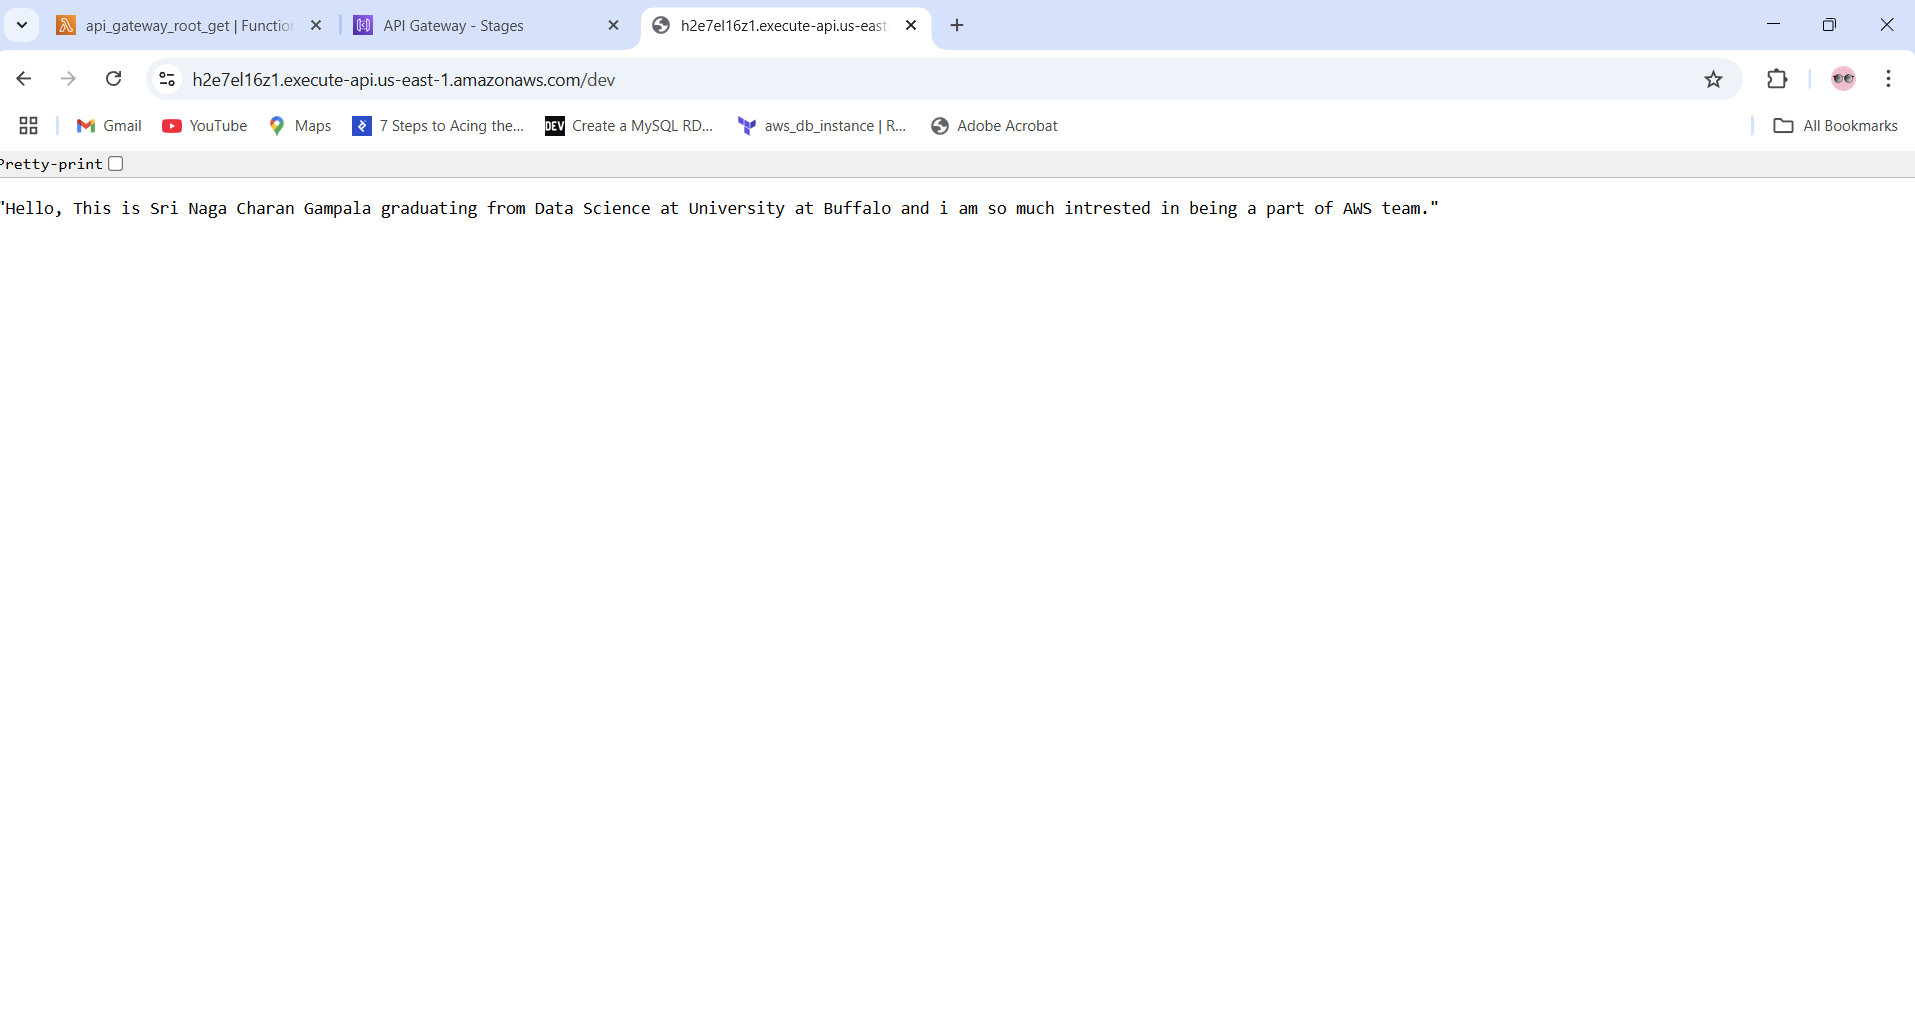 api_gateway_root_get | Function
API Gateway - Stages
h2e7el16z1.execute-api.us-east-
h2e7el16z1.execute-api.us-east-1.amazonaws.com/dev
Gmail
YouTube
Maps
7 Steps to Acing the...
DEV
Create a MySQL RD...
aws_db_instance | R...
Adobe Acrobat
All Bookmarks
Pretty-print
"Hello, This is Sri Naga Charan Gampala graduating from Data Science at University at Buffalo and i am so much intrested in being a part of AWS team."